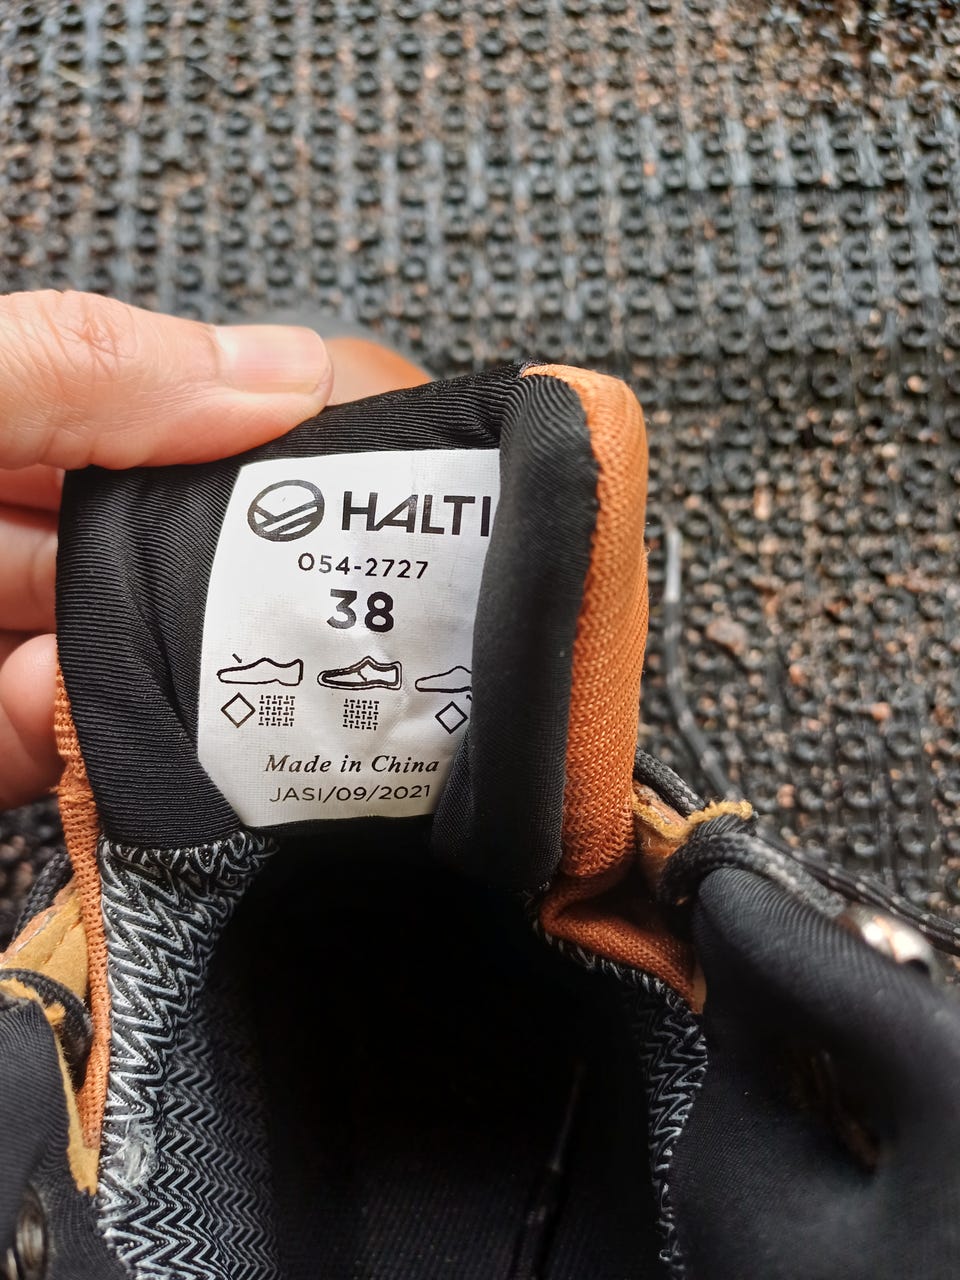 HALTI
054-2727
38
Made in China
JASI/09/2021